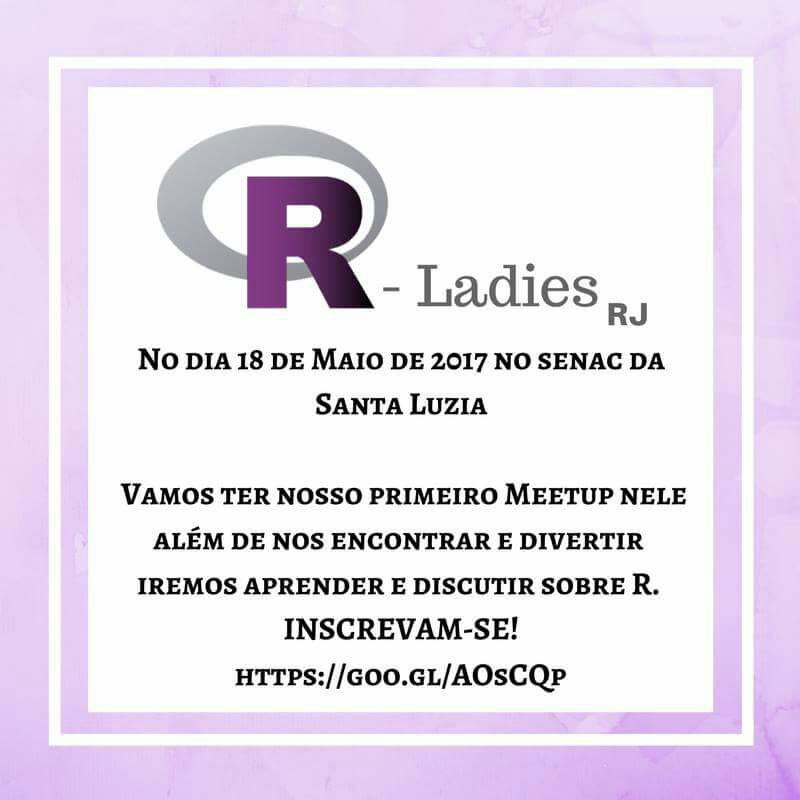 R - Ladies RJ
No dia 18 de Maio de 2017 no senac da
Santa Luzia
Vamos ter nosso primeiro Meetup nele
além de nos encontrar e divertir
iremos aprender e discutir sobre R.
INSCREVAM-SE!
https://goo.gl/AOsCQp